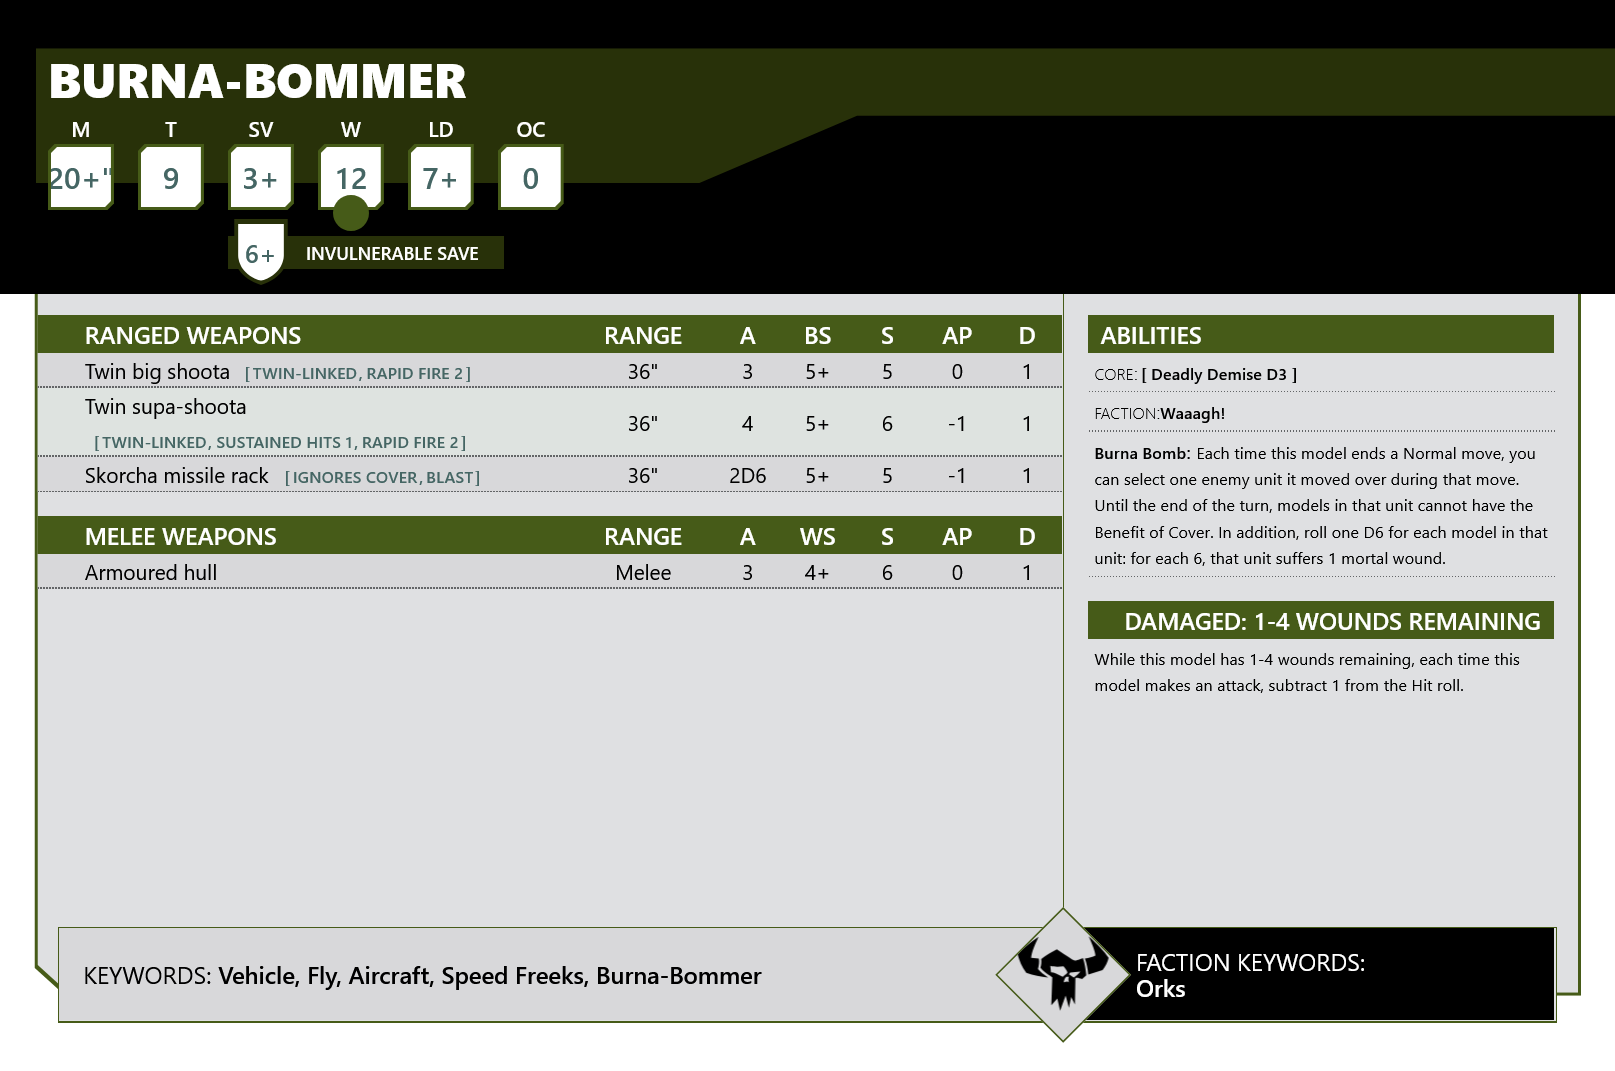 BURNA-BOMMER
M T SV W LD OC
20+" 9 3+ 12 7+ 0
6+ INVULNERABLE SAVE
RANGED WEAPONS RANGE A BS S AP D
Twin big shoota [TWIN-LINKED, RAPID FIRE 2] 36" 3 5+ 5 0 1
Twin supa-shoota
[TWIN-LINKED, SUSTAINED HITS 1, RAPID FIRE 2] 36" 4 5+ 6 -1 1
Skorcha missile rack [IGNORES COVER, BLAST] 36" 2D6 5+ 5 -1 1
MELEE WEAPONS RANGE A WS S AP D
Armoured hull Melee 3 4+ 6 0 1
ABILITIES
CORE: [ Deadly Demise D3 ]
FACTION:Waaagh!
Burna Bomb: Each time this model ends a Normal move, you
can select one enemy unit it moved over during that move.
Until the end of the turn, models in that unit cannot have the
Benefit of Cover. In addition, roll one D6 for each model in that
unit: for each 6, that unit suffers 1 mortal wound.
DAMAGED: 1-4 WOUNDS REMAINING
While this model has 1-4 wounds remaining, each time this
model makes an attack, subtract 1 from the Hit roll.
KEYWORDS: Vehicle, Fly, Aircraft, Speed Freeks, Burna-Bommer
FACTION KEYWORDS:
Orks